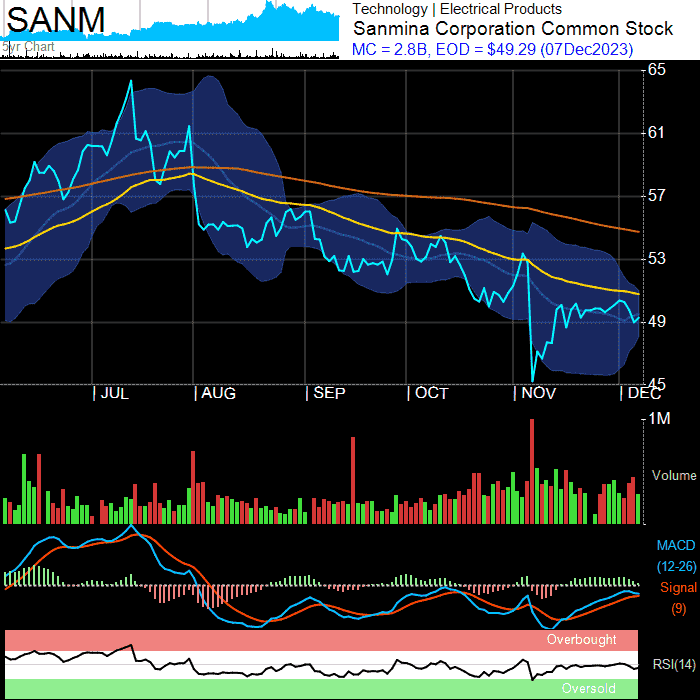 SANM
5yr Chart
Technology | Electrical Products
Sanmina Corporation Common Stock
MC = 2.8B, EOD = $49.29 (07Dec2023)
65
61
57
53
49
45
| JUL | AUG | SEP | OCT | NOV | DEC
1M
Volume
MACD
(12-26)
Signal
(9)
Overbought
RSI(14)
Oversold